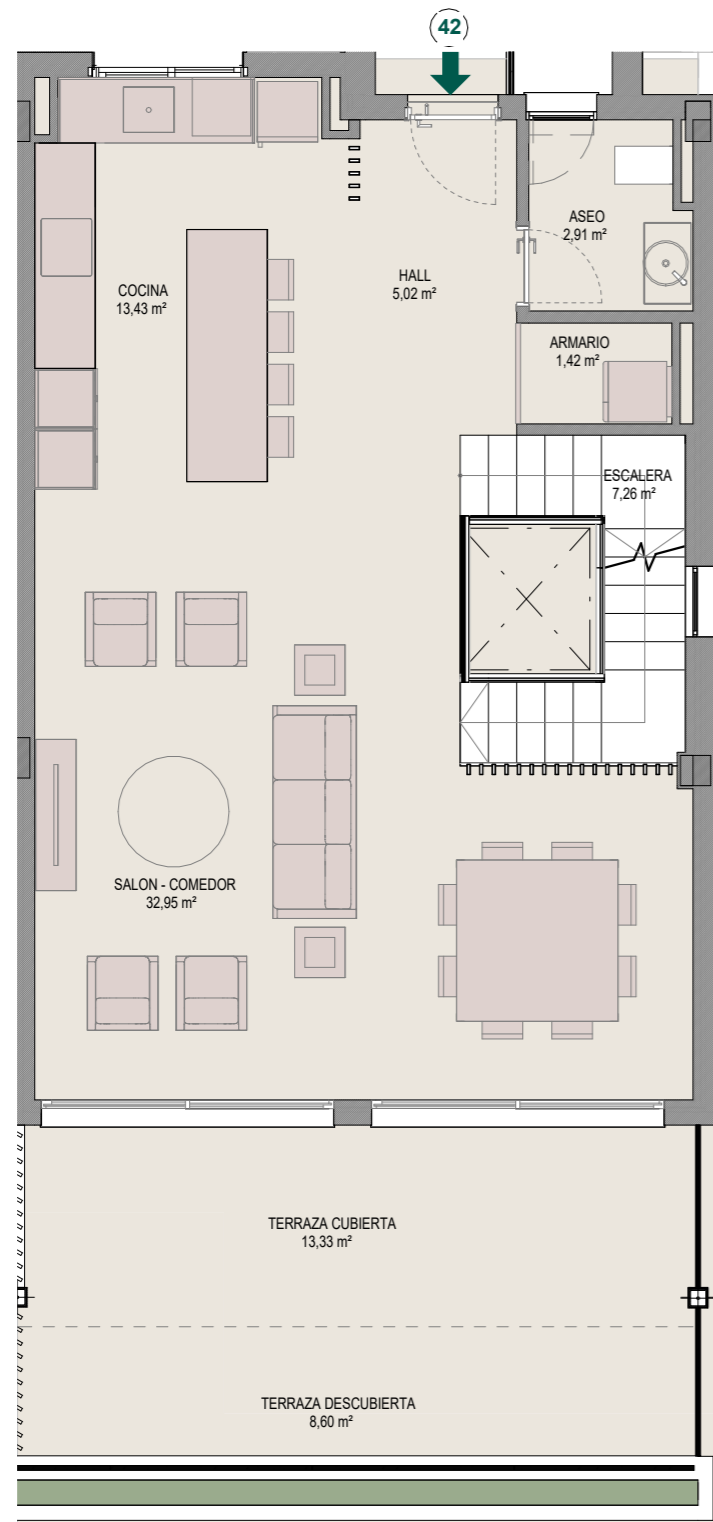 42
ASEO
2,91 m²
HALL
5,02 m²
COCINA
13,43 m²
ARMARIO
1,42 m²
ESCALERA
7,26 m²
SALON - COMEDOR
32,95 m²
TERRAZA CUBIERTA
13,33 m²
TERRAZA DESCUBIERTA
8,60 m²